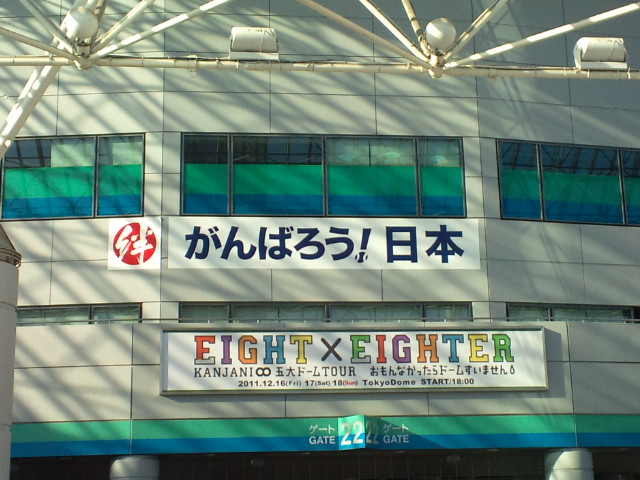 絆 がんばろう!日本
EIGHT×EIGHTER
KANJANI∞ 五大ドームTOUR おもんなかったらドームすいません
2011.12.16(Fri) 17(Sat) 18(Sun) TokyoDome START/18:00
ゲート 22 22 ゲート
GATE GATE